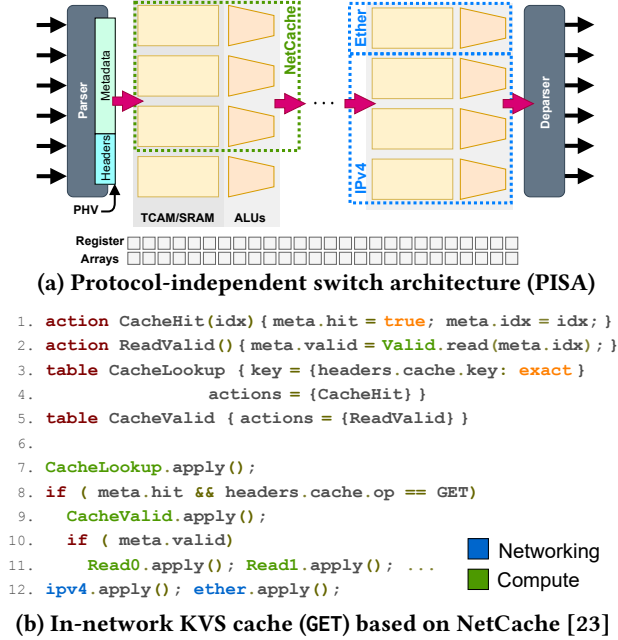 Parser
Metadata
Headers
PHV
NetCache
TCAM/SRAM
ALUs
...
Ether
IPv4
Deparser
Register
Arrays
(a) Protocol-independent switch architecture (PISA)
1. action CacheHit(idx){ meta.hit = true; meta.idx = idx; }
2. action ReadValid(){ meta.valid = Valid.read(meta.idx); }
3. table CacheLookup { key = {headers.cache.key: exact }
4. actions = {CacheHit} }
5. table CacheValid { actions = {ReadValid} }
6.
7. CacheLookup.apply();
8. if ( meta.hit && headers.cache.op == GET)
9. CacheValid.apply();
10. if ( meta.valid)
11. Read0.apply(); Read1.apply(); ...
12. ipv4.apply(); ether.apply();
Networking
Compute
(b) In-network KVS cache (GET) based on NetCache [23]